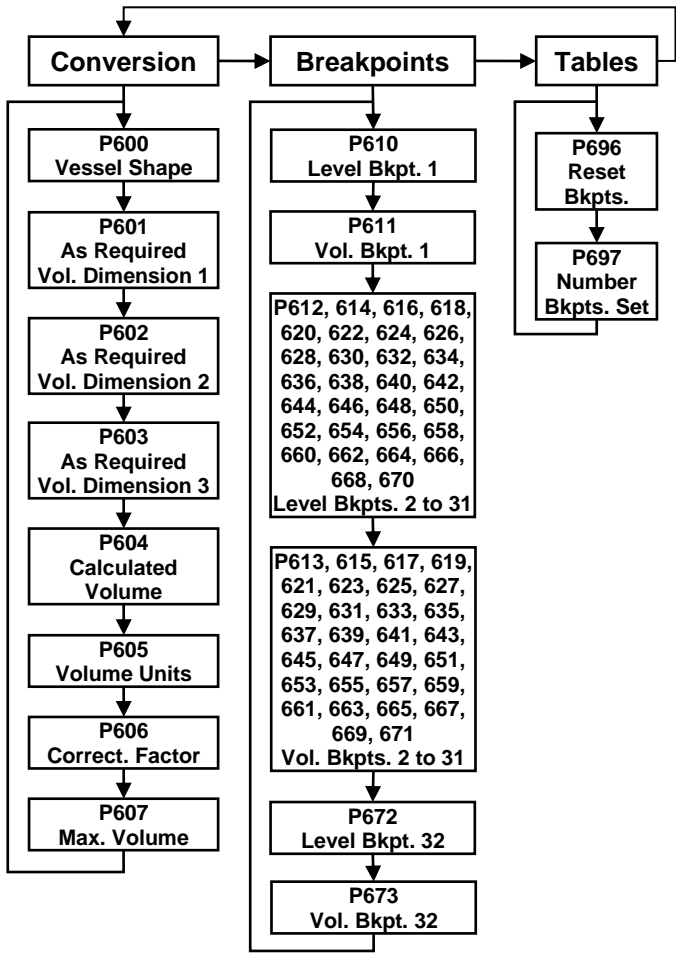 Conversion
Breakpoints
Tables
P600
Vessel Shape
P601
As Required
Vol. Dimension 1
P602
As Required
Vol. Dimension 2
P603
As Required
Vol. Dimension 3
P604
Calculated
Volume
P605
Volume Units
P606
Correct. Factor
P607
Max. Volume
P610
Level Bkpt. 1
P611
Vol. Bkpt. 1
P612, 614, 616, 618,
620, 622, 624, 626,
628, 630, 632, 634,
636, 638, 640, 642,
644, 646, 648, 650,
652, 654, 656, 658,
660, 662, 664, 666,
668, 670
Level Bkpts. 2 to 31
P613, 615, 617, 619,
621, 623, 625, 627,
629, 631, 633, 635,
637, 639, 641, 643,
645, 647, 649, 651,
653, 655, 657, 659,
661, 663, 665, 667,
669, 671
Vol. Bkpts. 2 to 31
P672
Level Bkpt. 32
P673
Vol. Bkpt. 32
P696
Reset
Bkpts.
P697
Number
Bkpts. Set